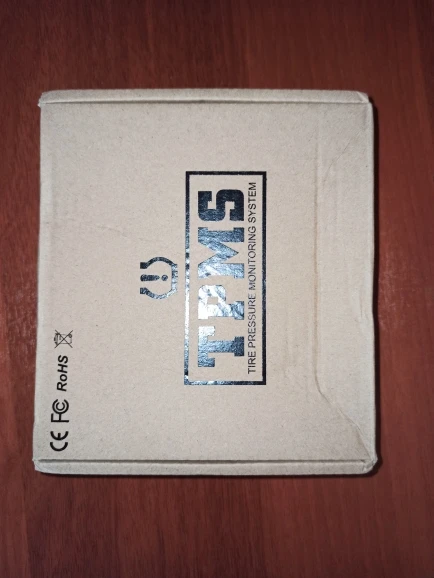 TPMS
TIRE PRESSURE MONITORING SYSTEM
CE FC RoHS